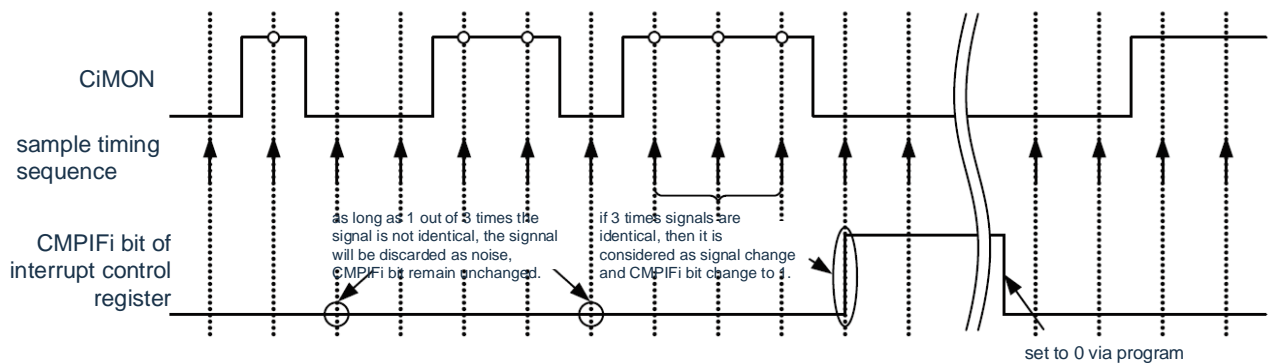 CiMON
sample timing
sequence
as long as 1 out of 3 times the
signal is not identical, the signnal
will be discarded as noise,
CMPIFi bit remain unchanged.
if 3 times signals are
identical, then it is
considered as signal change
and CMPIFi bit change to 1.
CMPIFi bit of
interrupt control
register
set to 0 via program